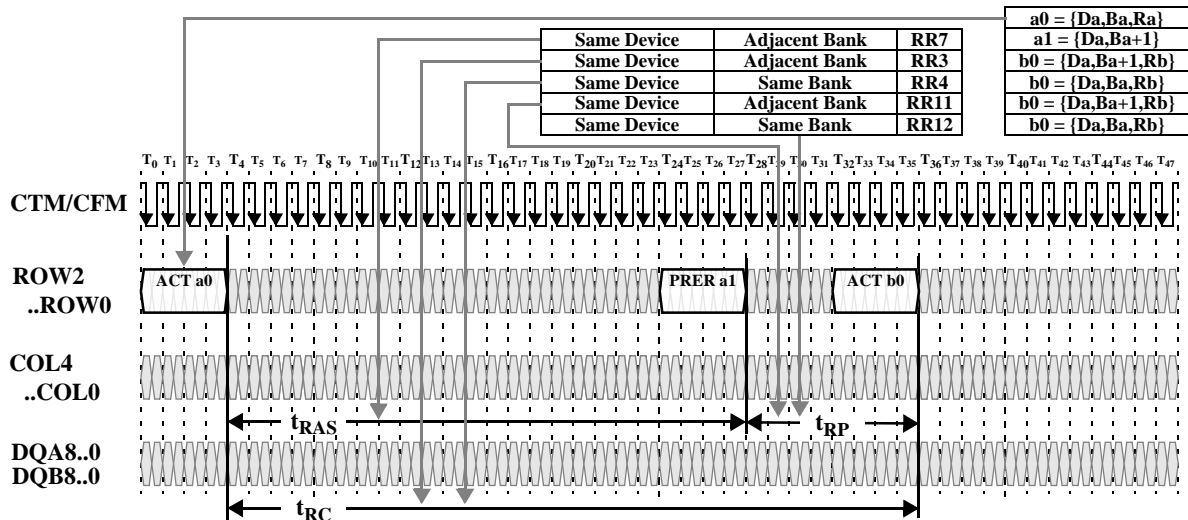 a0 = {Da,Ba,Ra}
Same Device Adjacent Bank RR7 a1 = {Da,Ba+1}
Same Device Adjacent Bank RR3 b0 = {Da,Ba+1,Rb}
Same Device Same Bank RR4 b0 = {Da,Ba,Rb}
Same Device Adjacent Bank RR11 b0 = {Da,Ba+1,Rb}
Same Device Same Bank RR12 b0 = {Da,Ba,Rb}
T0 T1 T2 T3 T4 T5 T6 T7 T8 T9 T10 T11 T12 T13 T14 T15 T16 T17 T18 T19 T20 T21 T22 T23 T24 T25 T26 T27 T28 T29 T30 T31 T32 T33 T34 T35 T36 T37 T38 T39 T40 T41 T42 T43 T44 T45 T46 T47
CTM/CFM
ROW2 ACT a0 PRER a1 ACT b0
..ROW0
COL4
..COL0
tRAS tRP
DQA8..0
DQB8..0
tRC